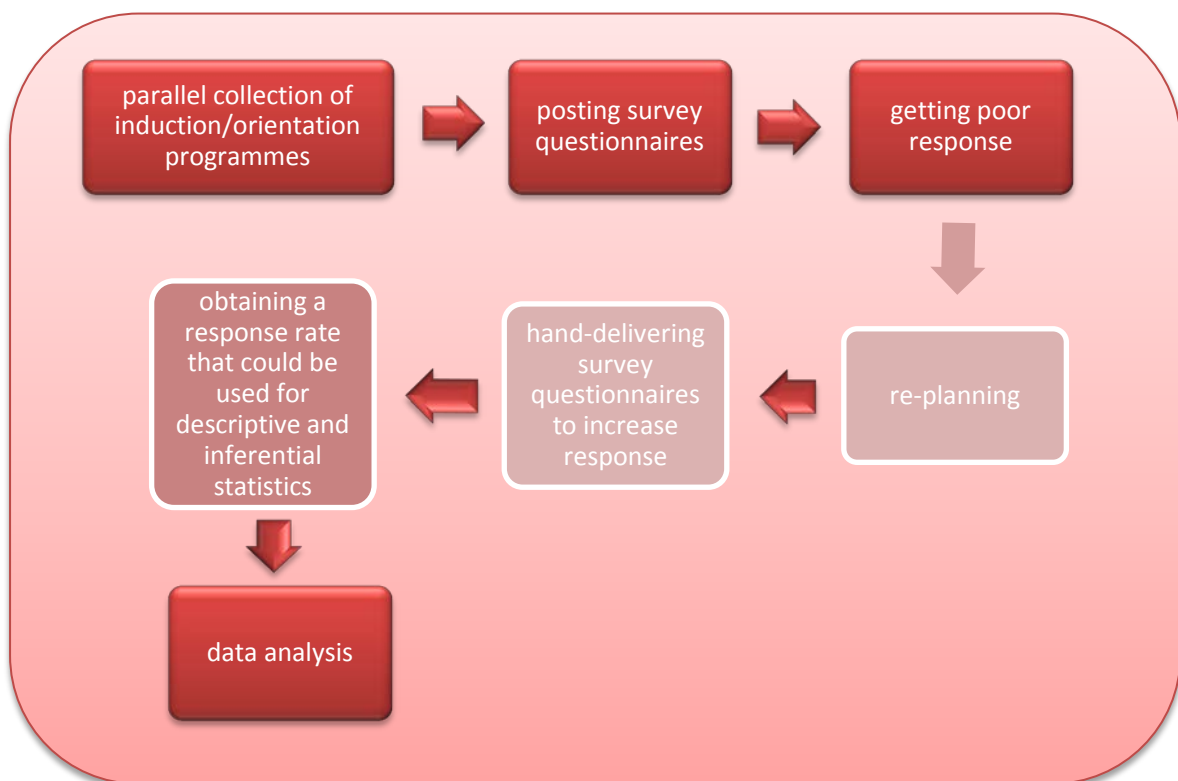 parallel collection of
induction/orientation
programmes
posting survey
questionnaires
getting poor
response
re-planning
hand-delivering
survey
questionnaires
to increase
response
obtaining a
response rate
that could be
used for
descriptive and
inferential
statistics
data analysis